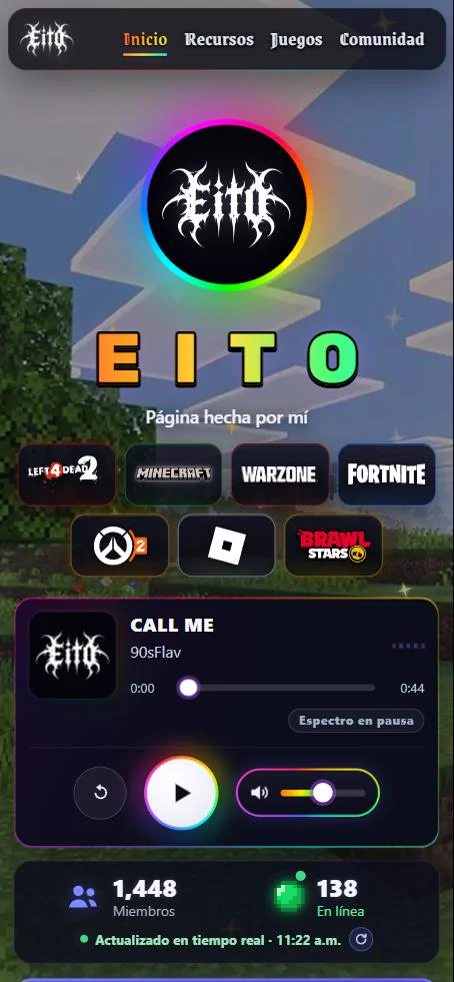 Eito
Inicio Recursos Juegos Comunidad
Eito
EITO
Página hecha por mí
LEFT 4 DEAD 2 MINECRAFT WARZONE FORTNITE
2 BRAWL STARS
Eito
CALL ME
90sFlav
0:00 0:44
Espectro en pausa
1,448 138
Miembros En línea
Actualizado en tiempo real · 11:22 a.m.